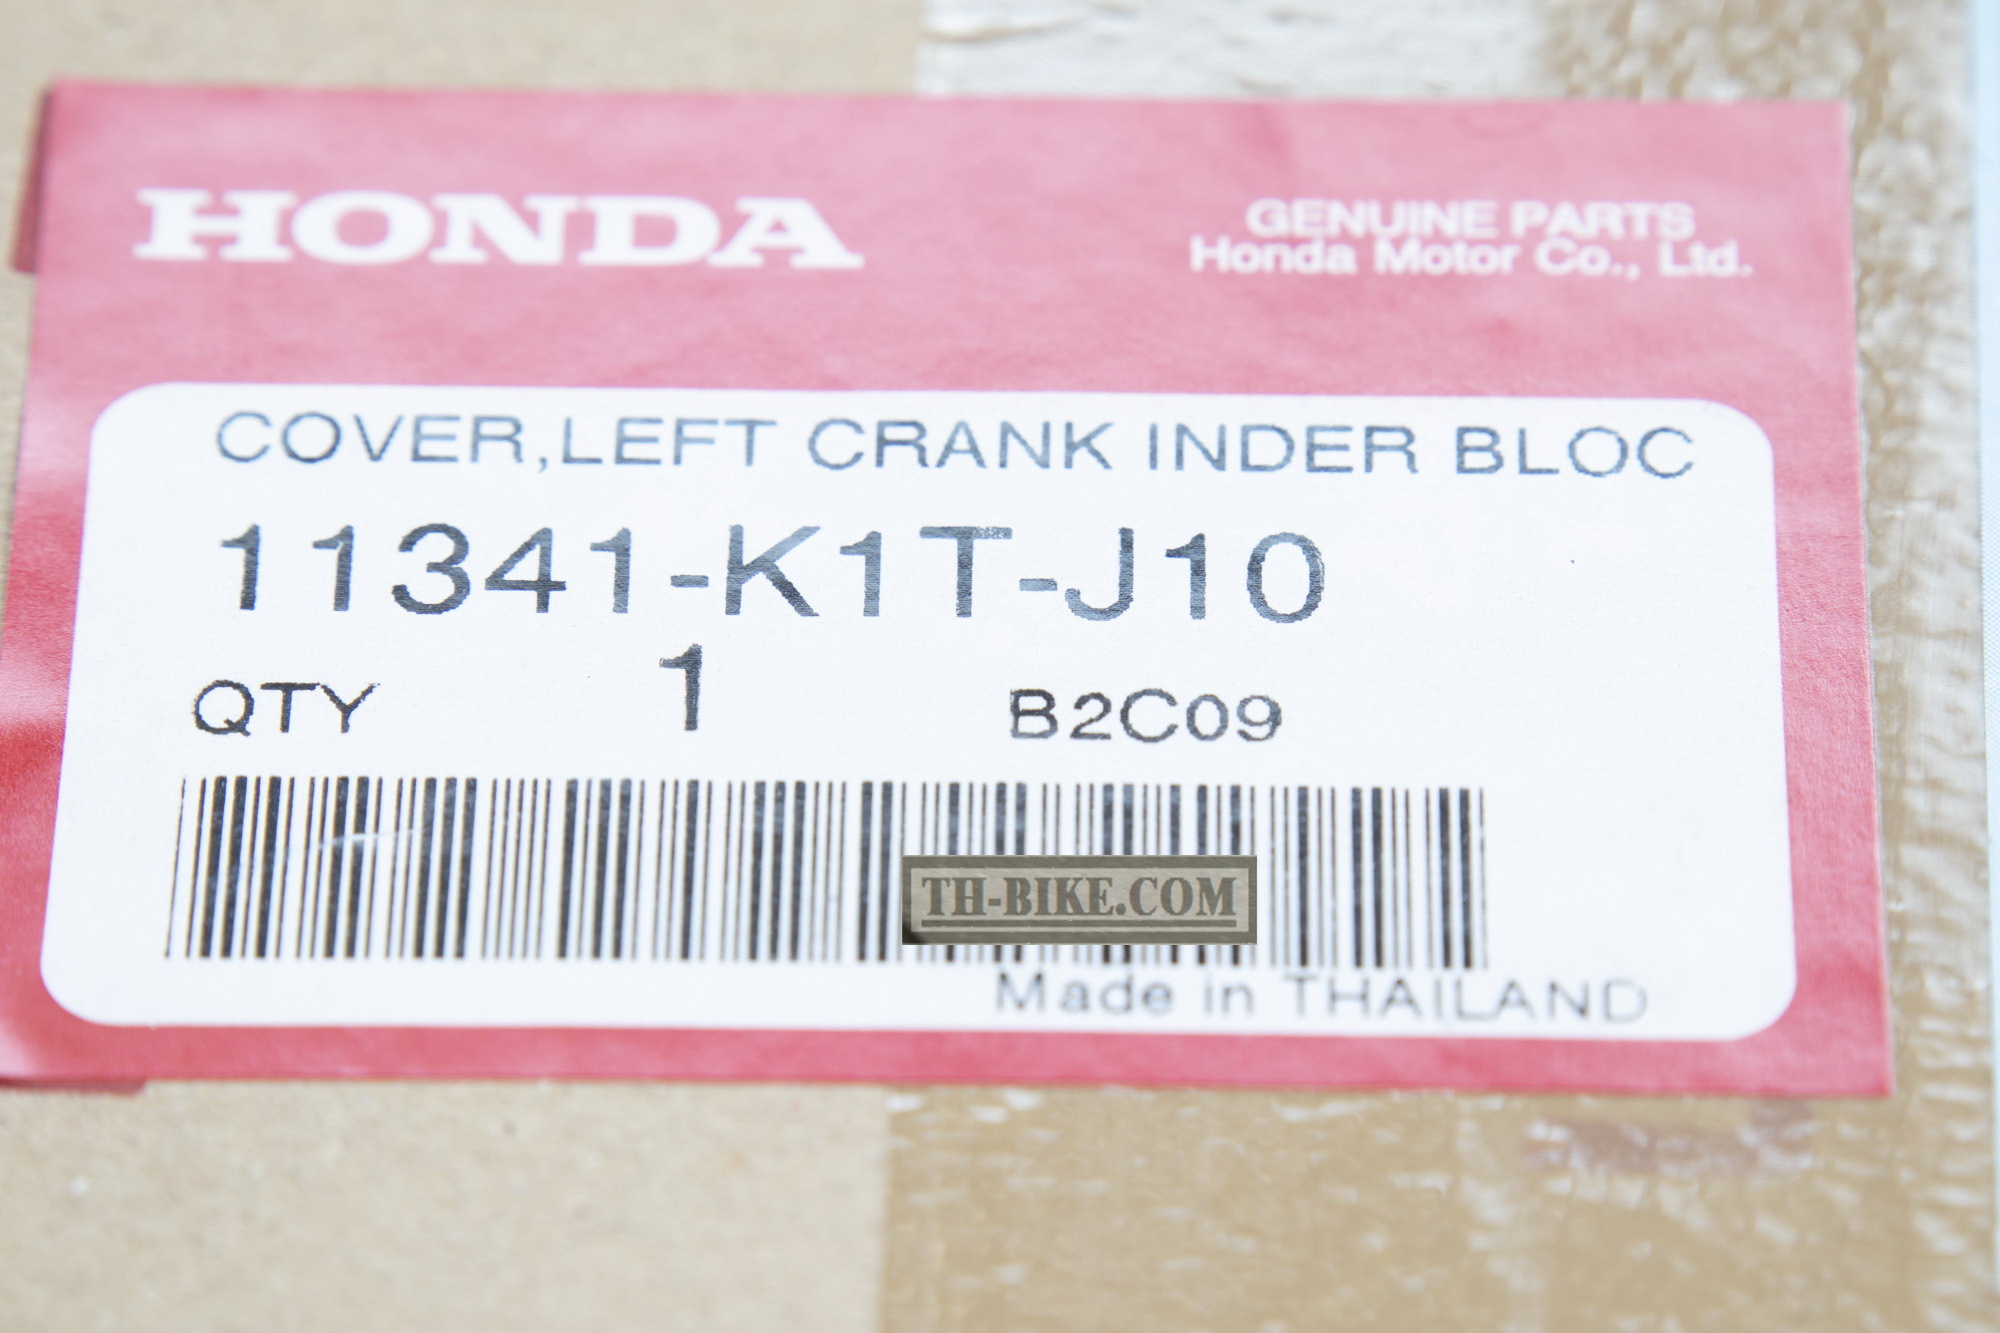 HONDA
GENUINE PARTS
Honda Motor Co., Ltd.
COVER,LEFT CRANK INDER BLOC
11341-K1T-J10
QTY 1 B2C09
TH-BIKE.COM
Made in THAILAND